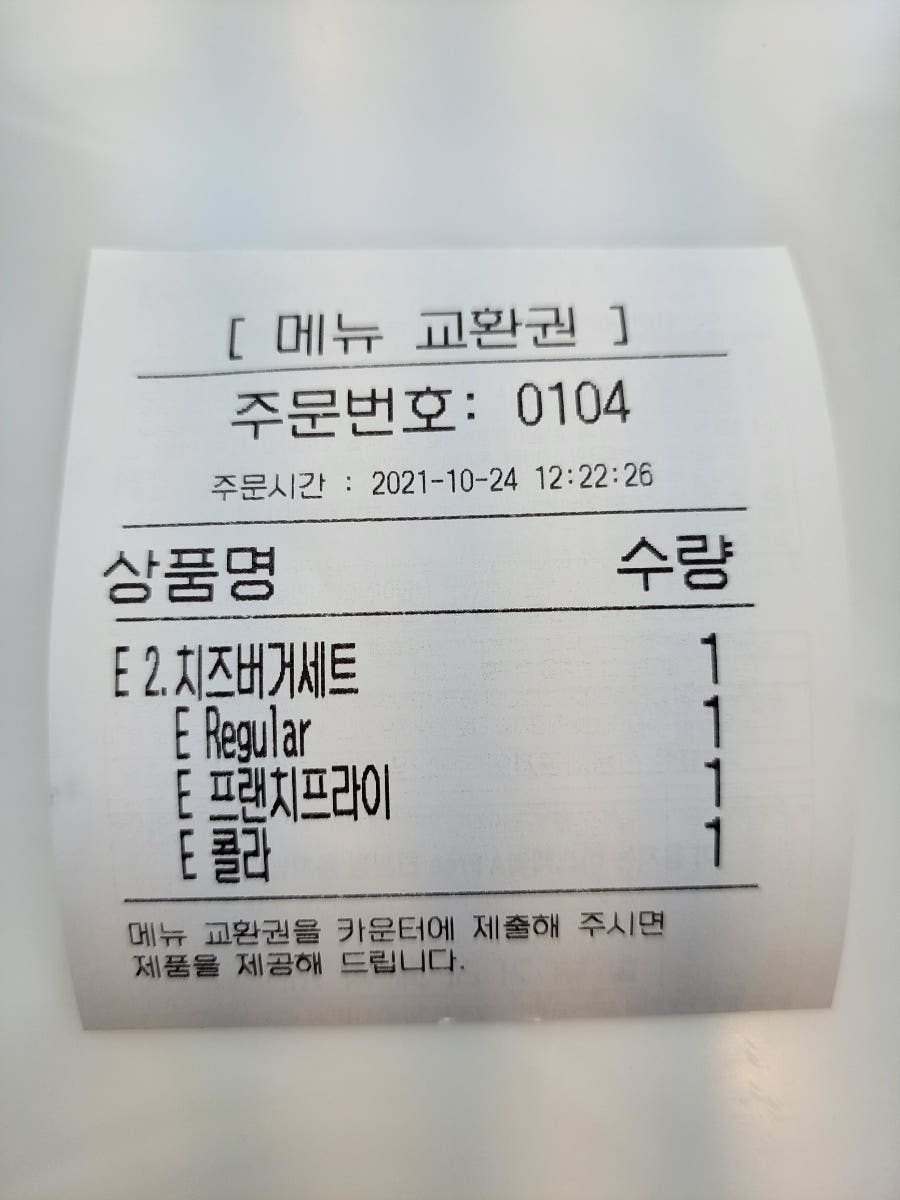 [ 메뉴 교환권 ]
주문번호: 0104
주문시간 : 2021-10-24 12:22:26
상품명 수량
E 2.치즈버거세트 1
E Regular 1
E 프랜치프라이 1
E 콜라 1
메뉴 교환권을 카운터에 제출해 주시면
제품을 제공해 드립니다.